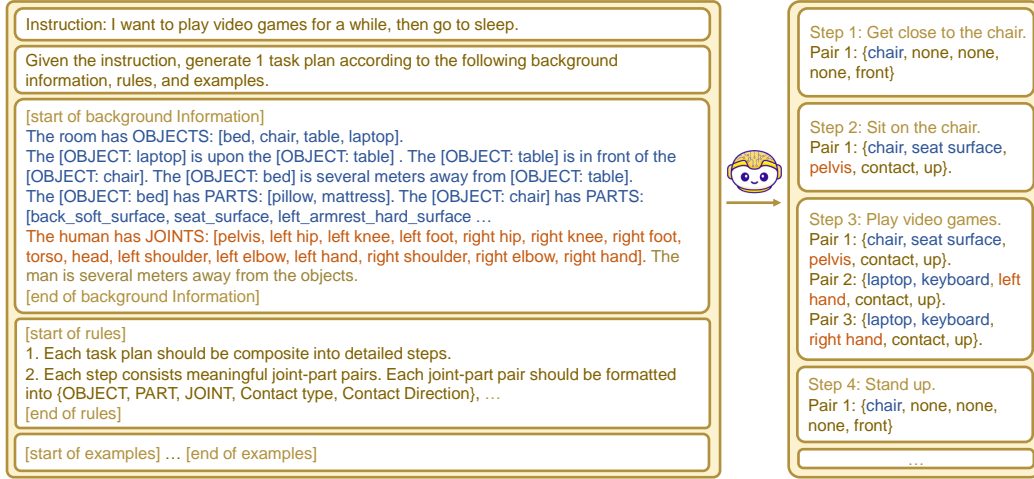 Instruction: I want to play video games for a while, then go to sleep.
Given the instruction, generate 1 task plan according to the following background
information, rules, and examples.
[start of background Information]
The room has OBJECTS: [bed, chair, table, laptop].
The [OBJECT: laptop] is upon the [OBJECT: table] . The [OBJECT: table] is in front of the
[OBJECT: chair]. The [OBJECT: bed] is several meters away from [OBJECT: table].
The [OBJECT: bed] has PARTS: [pillow, mattress]. The [OBJECT: chair] has PARTS:
[back_soft_surface, seat_surface, left_armrest_hard_surface …
The human has JOINTS: [pelvis, left hip, left knee, left foot, right hip, right knee, right foot,
torso, head, left shoulder, left elbow, left hand, right shoulder, right elbow, right hand]. The
man is several meters away from the objects.
[end of background Information]
[start of rules]
1. Each task plan should be composite into detailed steps.
2. Each step consists meaningful joint-part pairs. Each joint-part pair should be formatted
into {OBJECT, PART, JOINT, Contact type, Contact Direction}, …
[end of rules]
[start of examples] … [end of examples]
Step 1: Get close to the chair.
Pair 1: {chair, none, none,
none, front}
Step 2: Sit on the chair.
Pair 1: {chair, seat surface,
pelvis, contact, up}.
Step 3: Play video games.
Pair 1: {chair, seat surface,
pelvis, contact, up}.
Pair 2: {laptop, keyboard, left
hand, contact, up}.
Pair 3: {laptop, keyboard,
right hand, contact, up}.
Step 4: Stand up.
Pair 1: {chair, none, none,
none, front}
…